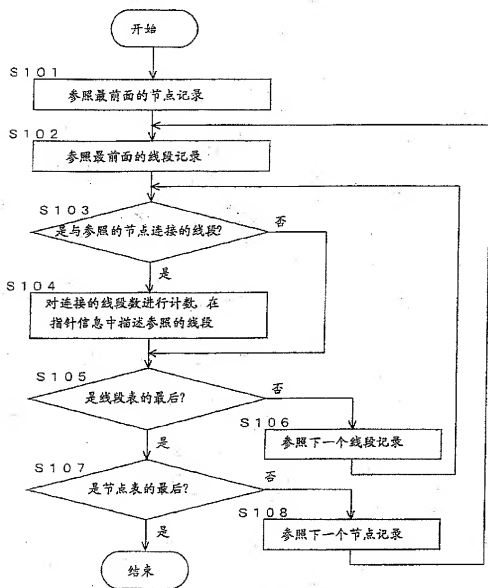 开始
S101
参照最前面的节点记录
S102
参照最前面的线段记录
S103
是与参照的节点连接的线段?
否
是
S104
对连接的线段数进行计数, 在
指针信息中描述参照的线段
S105
是线段表的最后?
否
是
S106
参照下一个线段记录
S107
是节点表的最后?
否
是
S108
参照下一个节点记录
结束